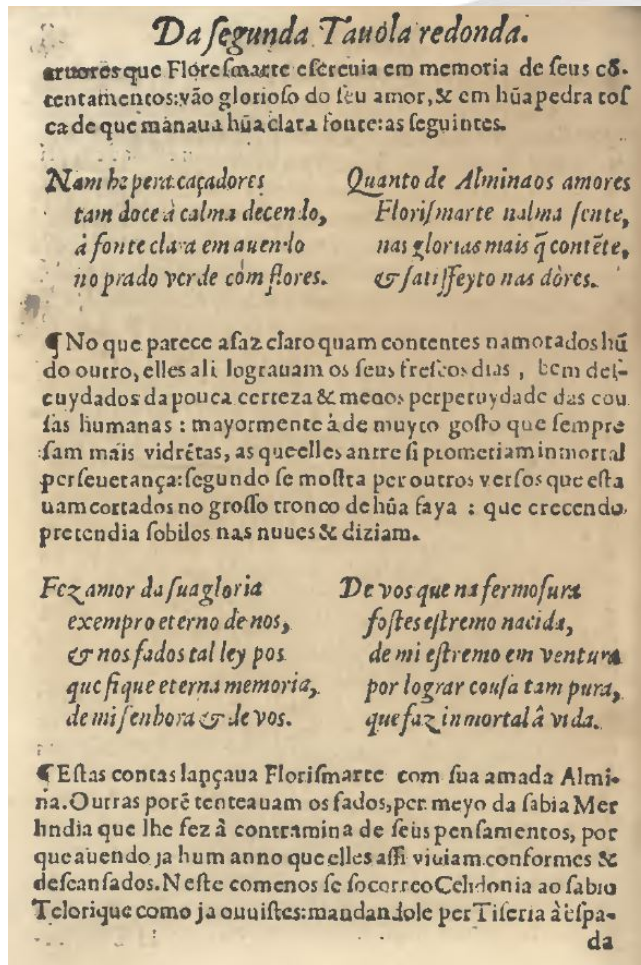 Da ſegunda Tavola redonda.
aruores que Floreſmarte eſcreuia em memoria de ſeus cõ-
tentamentos: vão glorioſo do ſeu amor, & em hũa pedra toſ
ca de que manaua hũa clara fonte: as ſeguintes.
Nam he pera caçadores
tam doce à calma decendo,
á fonte clara em auendo
no prado verde com flores.
Quanto de Alminaos amores
Floriſmarte nalma ſente,
nas glorias mais q̃ contẽte,
& ſatiſſeyto nas dòres.
¶ No que parece aſaz claro quam contentes namorados hũ
do outro, elles ali lograuam os ſeus freſcos dias , bem deſ-
cuydados da pouca certeza & menos perpetuydade das cou
ſas humanas : mayormente à de muyto goſto que ſempre
ſam mais vidrẽtas, as que elles antre ſi prometiam inmortal
perſeuerança: ſegundo ſe moſtra per outros verſos que eſta
uam cortados no groſſo tronco de hũa faya : que crecendo,
pretendia ſobilos nas nuues & diziam.
Fez amor da ſua gloria
exempro eterno de nos,
& nos fados tal ley pos
que fique eterna memoria,
de mi ſenhora & de vos.
De vos que na fermoſura
foſtes eſtremo nacida,
de mi eſtremo em ventura
por lograr couſa tam pura,
que faz inmortal â vida.
¶ Eſtas contas lançaua Floriſmarte com ſua amada Almi-
na. Outras porẽ tenteauam os fados, per meyo da ſabia Mer
lindia que lhe fez â contramina de ſeus penſamentos, por
que auendo ja hum anno que elles aſſi viuiam conformes &
deſcanſados. Neſte comenos ſe ſocorreo Celidonia ao ſabio
Telorique como ja ouuiſtes: mandandole per Tiſeria à eſpa-
da